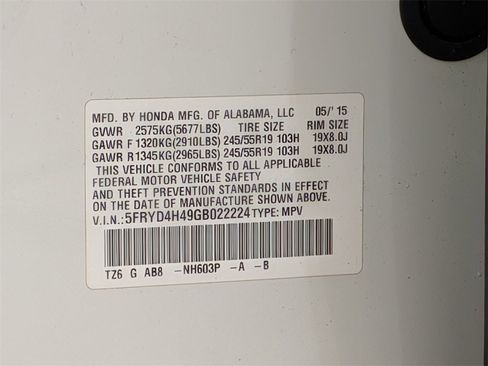 MFD. BY HONDA MFG. OF ALABAMA, LLC 05/'15
GVWR 2575KG(5677LBS) TIRE SIZE RIM SIZE
GAWR F 1320KG(2910LBS) 245/55R19 103H 19X8.0J
GAWR R1345KG(2965LBS) 245/55R19 103H 19X8.0J
THIS VEHICLE CONFORMS TO ALL APPLICABLE
FEDERAL MOTOR VEHICLE SAFETY
AND THEFT PREVENTION STANDARDS IN EFFECT
ON THE DATE OF MANUFACTURE SHOWN ABOVE.
V.I.N.: 5FRYD4H49GB022224 TYPE: MPV
TZ6 G AB8 -NH603P -A -B